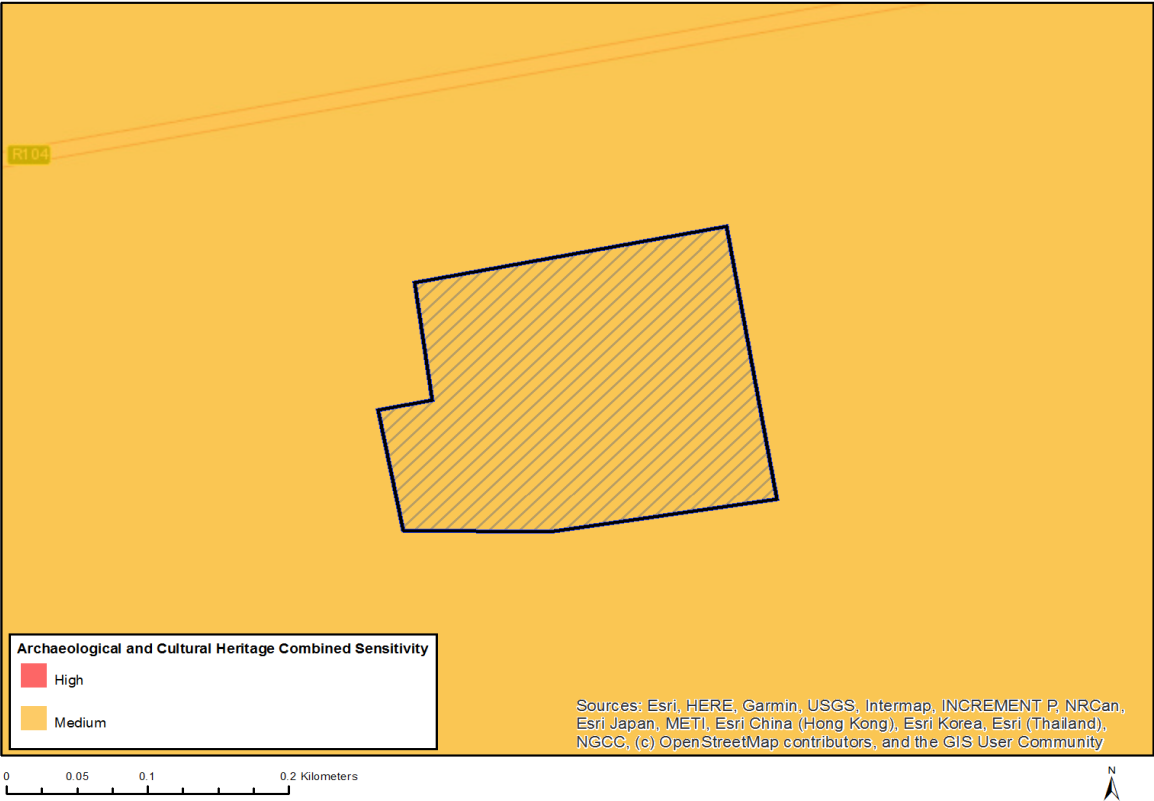 R104
Archaeological and Cultural Heritage Combined Sensitivity
High
Medium
Sources: Esri, HERE, Garmin, USGS, Intermap, INCREMENT P, NRCan,
Esri Japan, METI, Esri China (Hong Kong), Esri Korea, Esri (Thailand),
NGCC, (c) OpenStreetMap contributors, and the GIS User Community
0 0.05 0.1 0.2 Kilometers
N